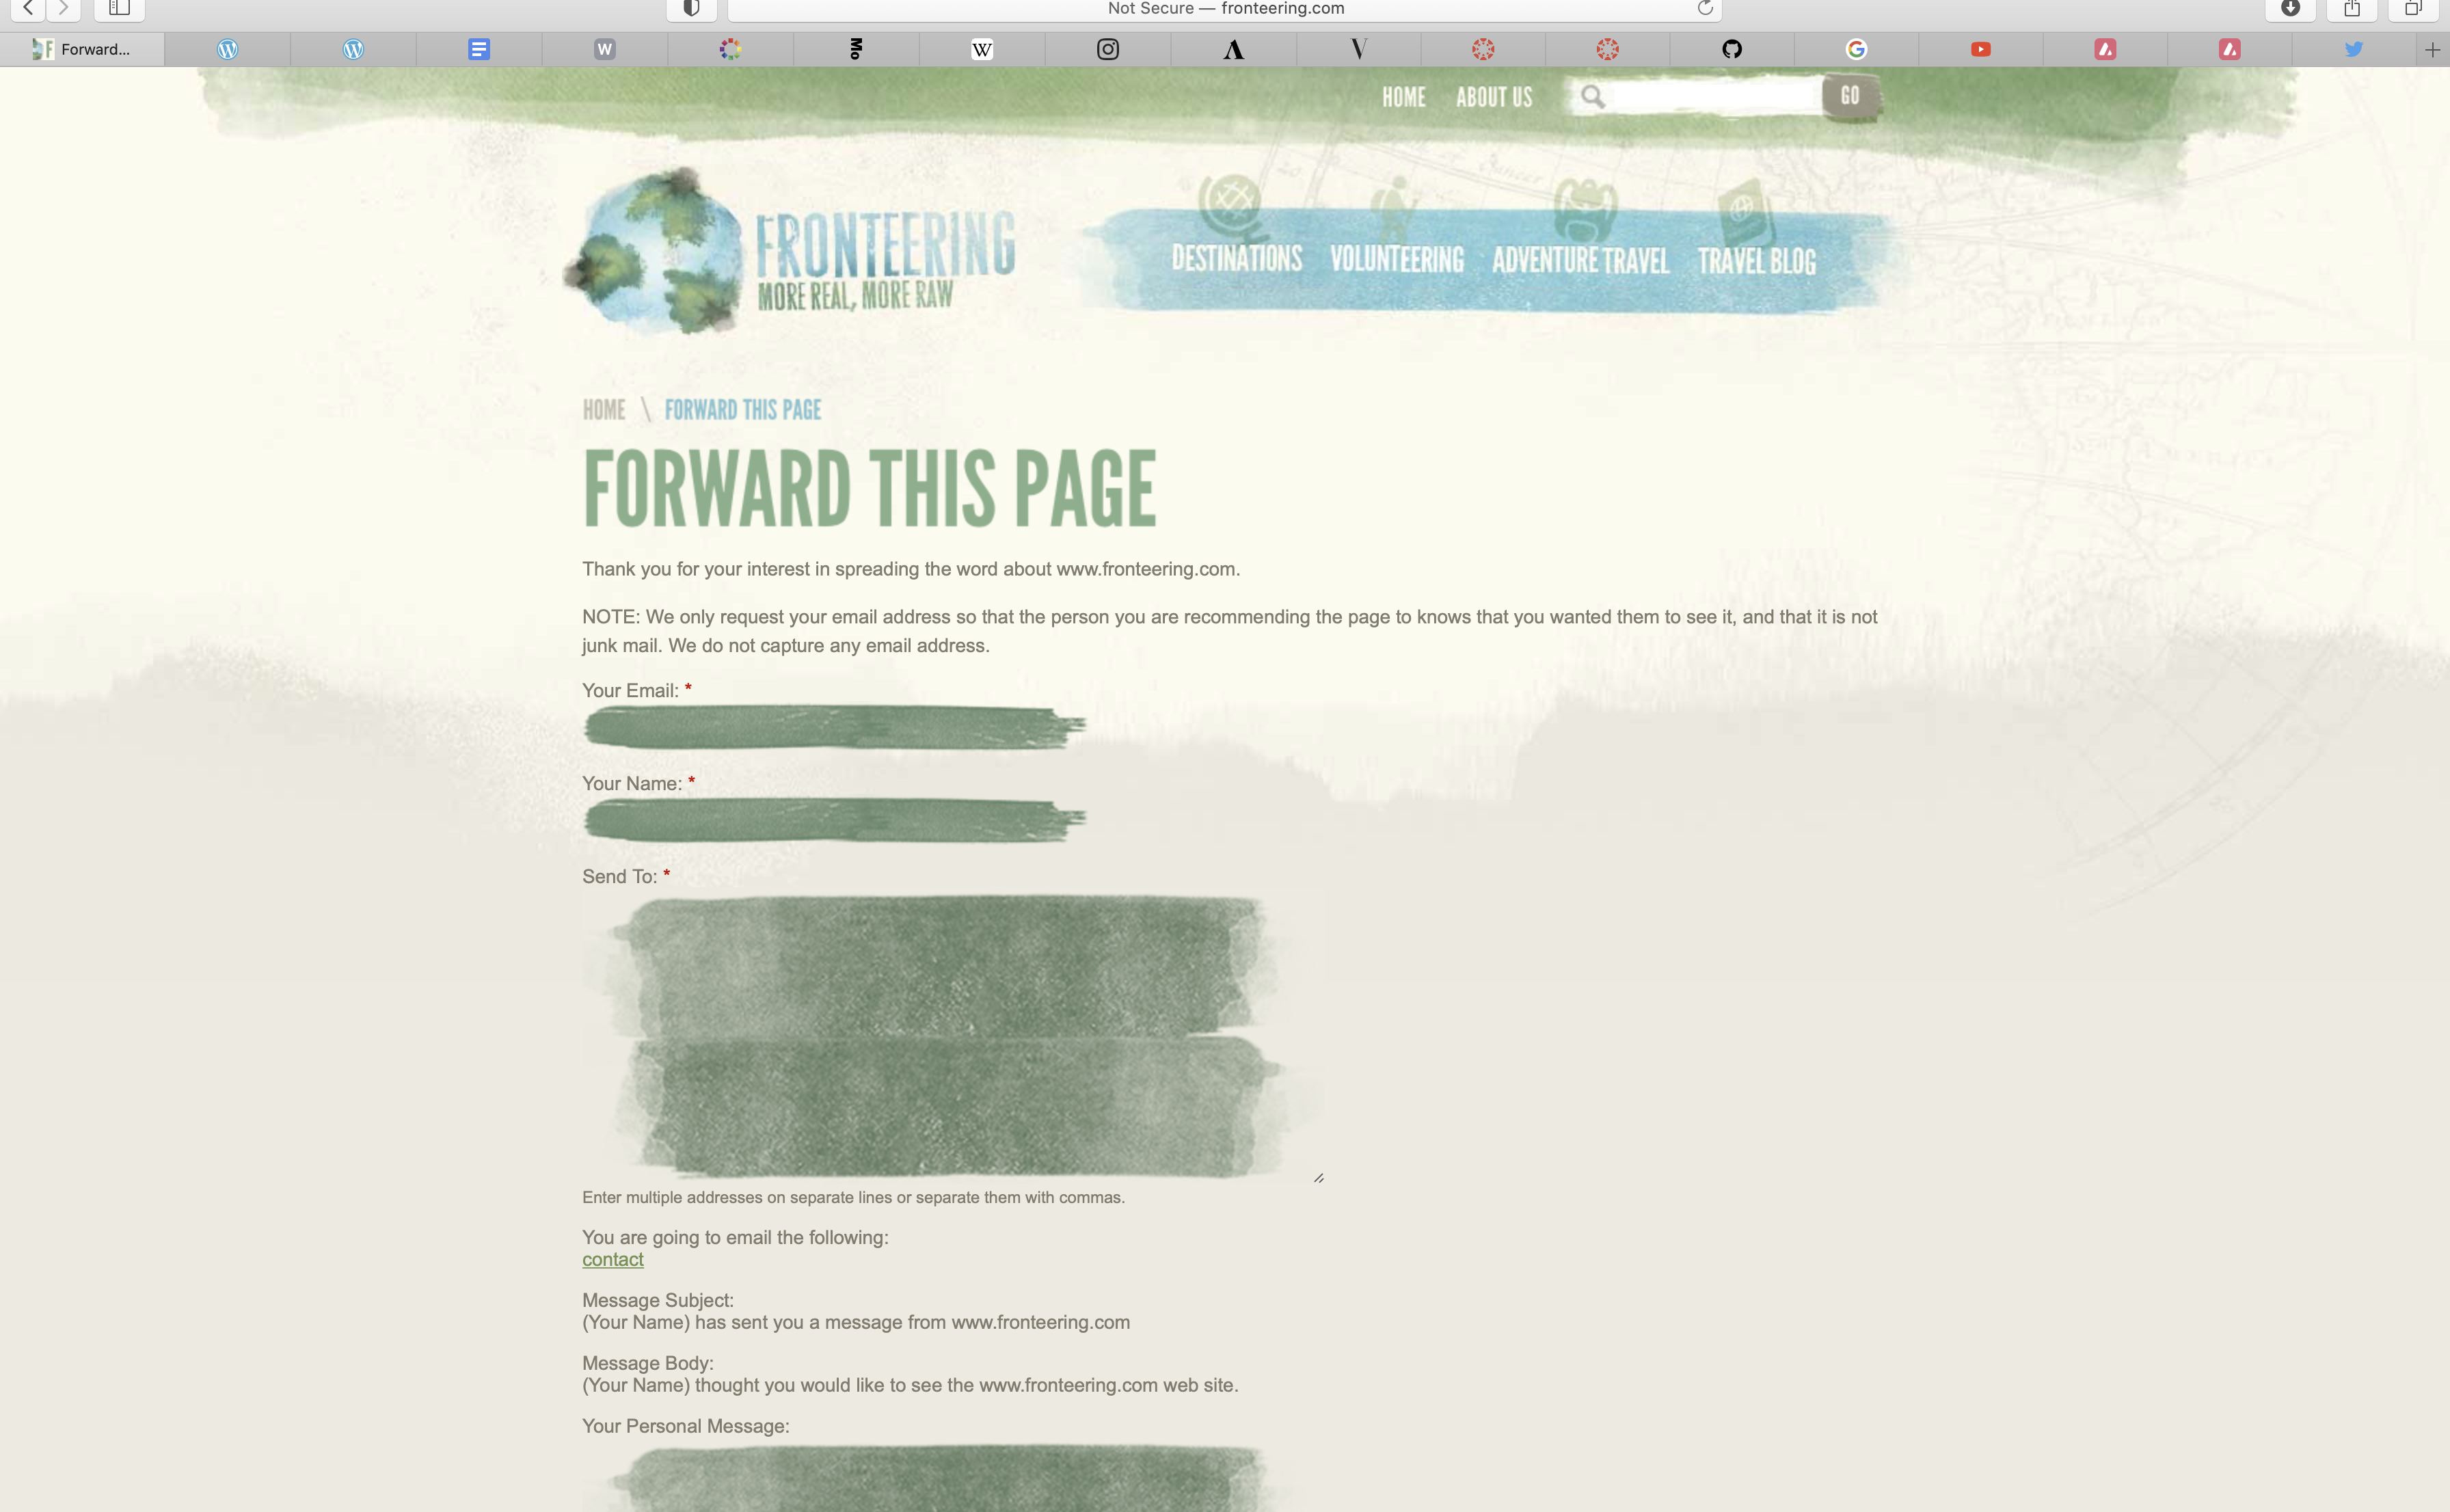 Not Secure — fronteering.com
Forward...
W
Mo
W
V
HOME ABOUT US GO
FRONTEERING
MORE REAL, MORE RAW
DESTINATIONS VOLUNTEERING ADVENTURE TRAVEL TRAVEL BLOG
HOME \ FORWARD THIS PAGE
FORWARD THIS PAGE
Thank you for your interest in spreading the word about www.fronteering.com.
NOTE: We only request your email address so that the person you are recommending the page to knows that you wanted them to see it, and that it is not
junk mail. We do not capture any email address.
Your Email: *
Your Name: *
Send To: *
Enter multiple addresses on separate lines or separate them with commas.
You are going to email the following:
contact
Message Subject:
(Your Name) has sent you a message from www.fronteering.com
Message Body:
(Your Name) thought you would like to see the www.fronteering.com web site.
Your Personal Message: